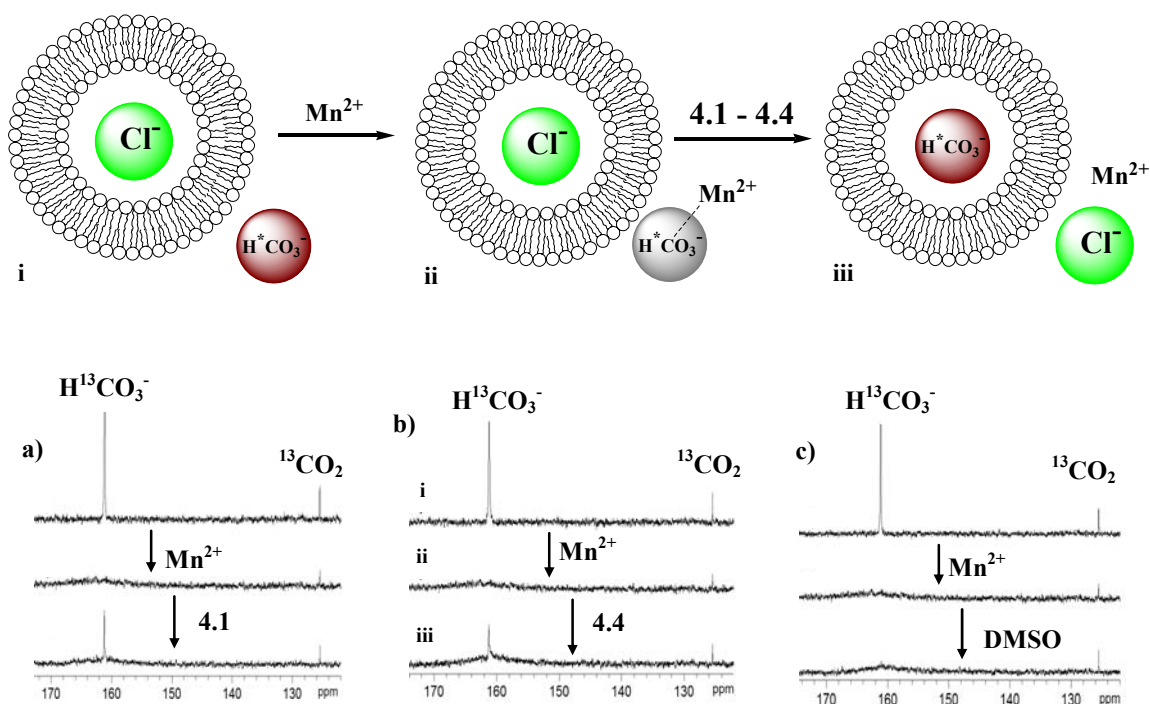 Cl⁻
H*CO₃⁻
i
Mn²⁺
Cl⁻
Mn²⁺
H*CO₃⁻
ii
4.1 - 4.4
H*CO₃⁻
Mn²⁺
Cl⁻
iii
a)
H¹³CO₃⁻
¹³CO₂
Mn²⁺
4.1
170 160 150 140 130 ppm
b)
H¹³CO₃⁻
¹³CO₂
i
Mn²⁺
ii
4.4
iii
170 160 150 140 130 ppm
c)
H¹³CO₃⁻
¹³CO₂
Mn²⁺
DMSO
170 160 150 140 130 ppm